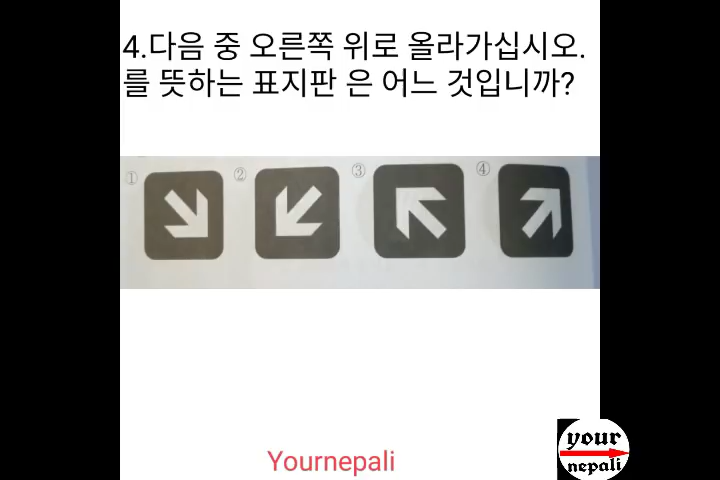 4.다음 중 오른쪽 위로 올라가십시오.
를 뜻하는 표지판 은 어느 것입니까?
① ② ③ ④
Yournepali
your
nepali